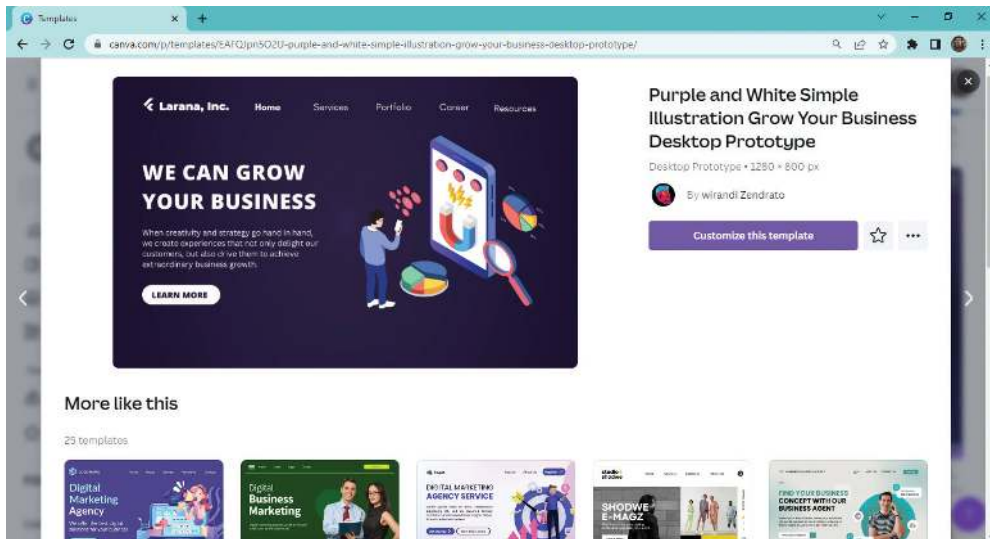 Templates
canva.com/p/templates/EAFQJpn5O2U-purple-and-white-simple-illustration-grow-your-business-desktop-prototype/
Larana, Inc. Home Services Portfolio Career Resources
WE CAN GROW
YOUR BUSINESS
When creativity and strategy go hand in hand,
we create experiences that not only delight our
customers, but also drive them to achieve
extraordinary business growth.
LEARN MORE
Purple and White Simple
Illustration Grow Your Business
Desktop Prototype
Desktop Prototype • 1280 × 800 px
By wirandi Zendrato
Customize this template
More like this
25 templates
Digital
Marketing
Agency
Digital
Business
Marketing
DIGITAL MARKETING
AGENCY SERVICE
studio
shodwe
SHODWE
E-MAGZ
FIND YOUR BUSINESS
CONCEPT WITH OUR
BUSINESS AGENT